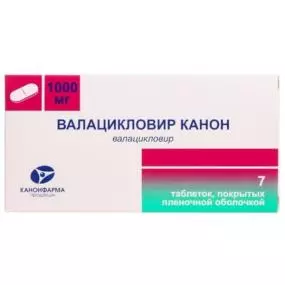 1000 мг
ВАЛАЦИКЛОВИР КАНОН
валацикловир
КАНОНФАРМА
продакшн
7
таблеток, покрытых
пленочной оболочкой